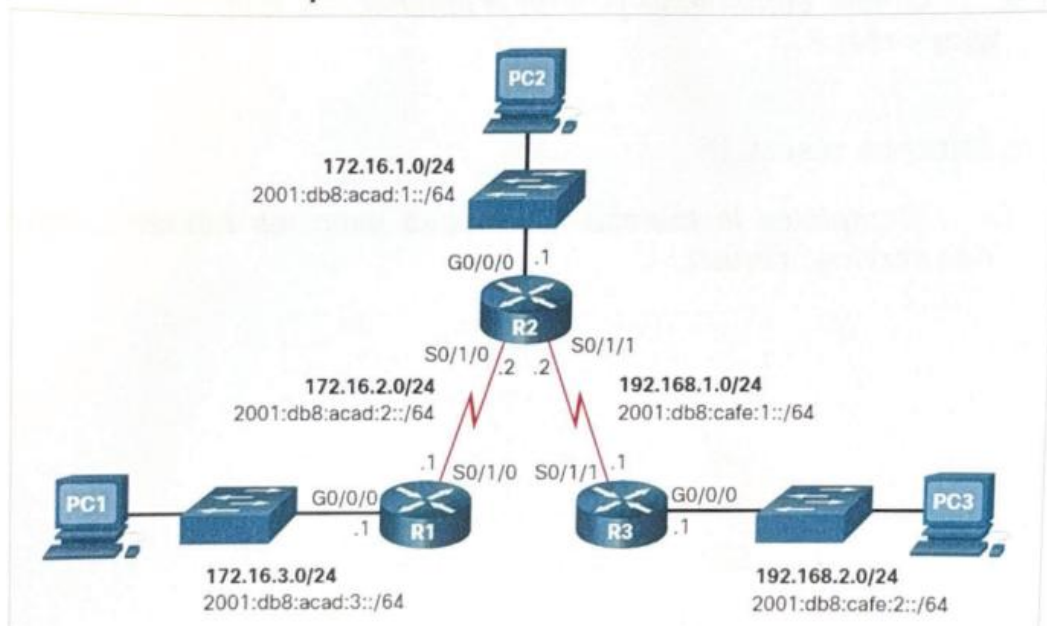 PC2
172.16.1.0/24
2001:db8:acad:1::/64
G0/0/0
.1
R2
S0/1/0
S0/1/1
.2 .2
172.16.2.0/24
192.168.1.0/24
2001:db8:acad:2::/64
2001:db8:cafe:1::/64
.1
S0/1/0
S0/1/1
.1
PC1
G0/0/0
.1
R1
R3
G0/0/0
.1
PC3
172.16.3.0/24
192.168.2.0/24
2001:db8:acad:3::/64
2001:db8:cafe:2::/64